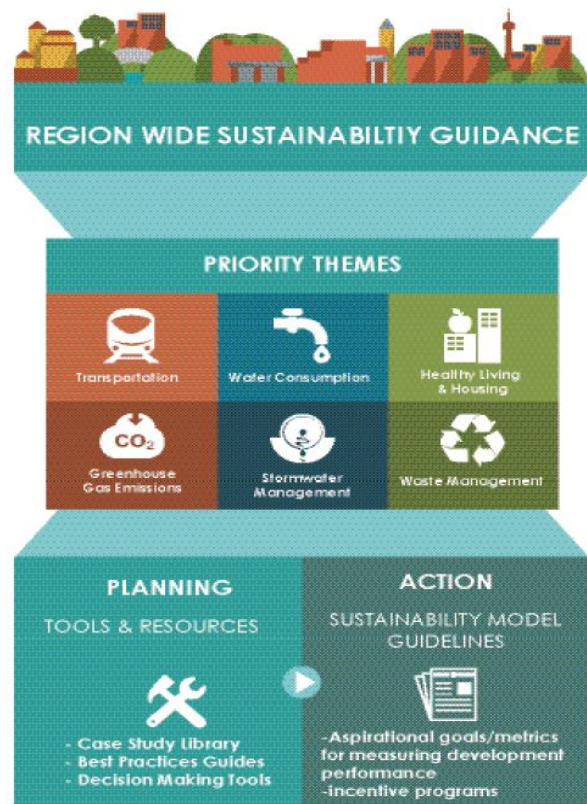 REGION WIDE SUSTAINABILTIY GUIDANCE
PRIORITY THEMES
Transportation
Water Consumption
Healthy Living
& Housing
CO₂
Greenhouse
Gas Emissions
Stormwater
Management
Waste Management
PLANNING
TOOLS & RESOURCES
- Case Study Library
- Best Practices Guides
- Decision Making Tools
ACTION
SUSTAINABILITY MODEL
GUIDELINES
-Aspirational goals/metrics
for measuring development
performance
-incentive programs